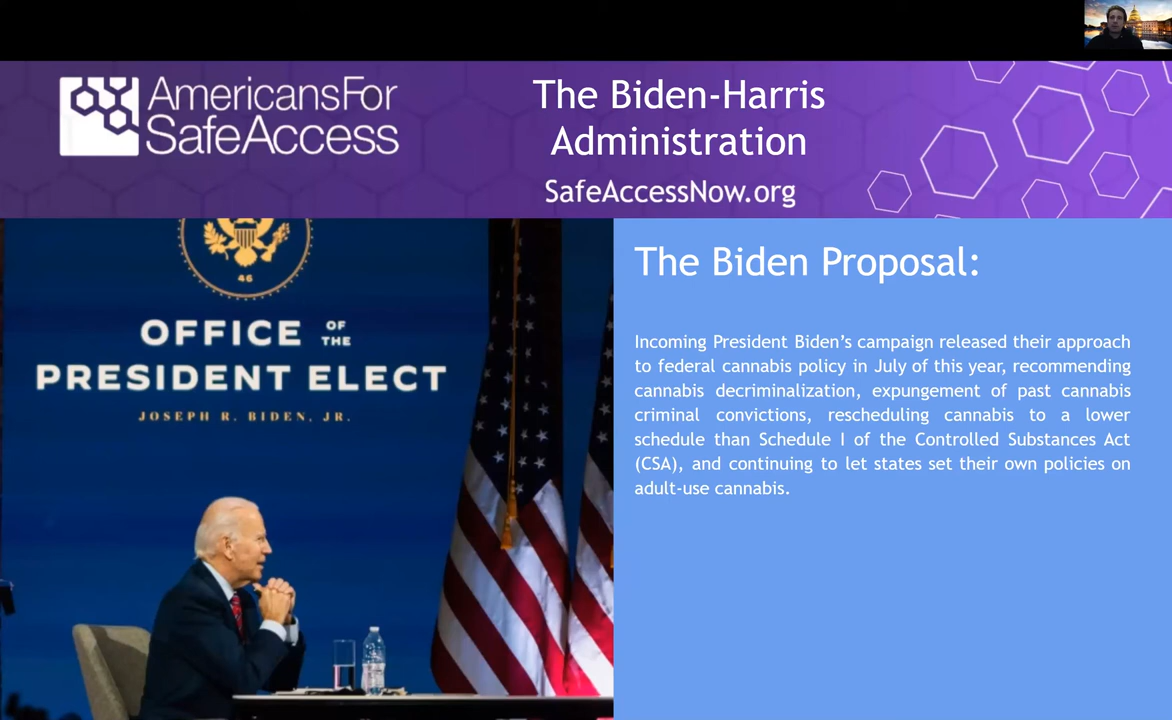 AmericansFor
SafeAccess
The Biden-Harris
Administration
SafeAccessNow.org
46
OFFICE OF THE
PRESIDENT ELECT
JOSEPH R. BIDEN, JR.
The Biden Proposal:
Incoming President Biden’s campaign released their approach
to federal cannabis policy in July of this year, recommending
cannabis decriminalization, expungement of past cannabis
criminal convictions, rescheduling cannabis to a lower
schedule than Schedule I of the Controlled Substances Act
(CSA), and continuing to let states set their own policies on
adult-use cannabis.